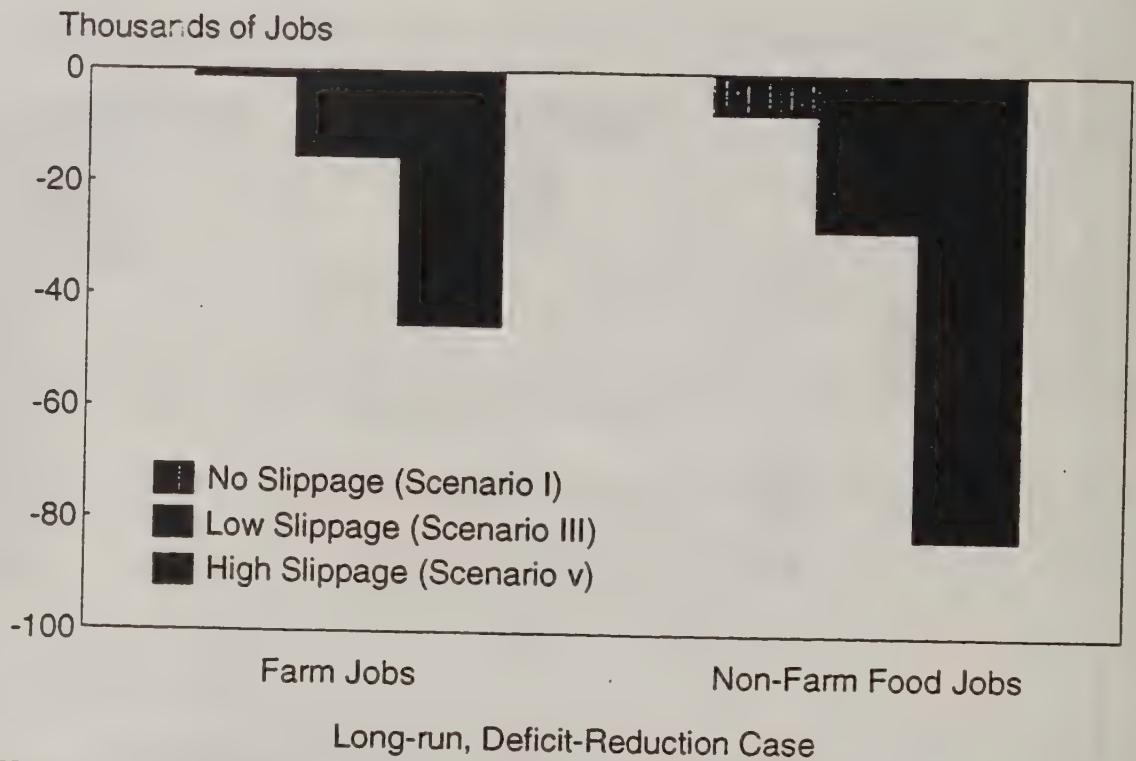 Thousands of Jobs
0
-20
-40
-60
-80
-100
No Slippage (Scenario I)
Low Slippage (Scenario III)
High Slippage (Scenario v)
Farm Jobs
Non-Farm Food Jobs
Long-run, Deficit-Reduction Case